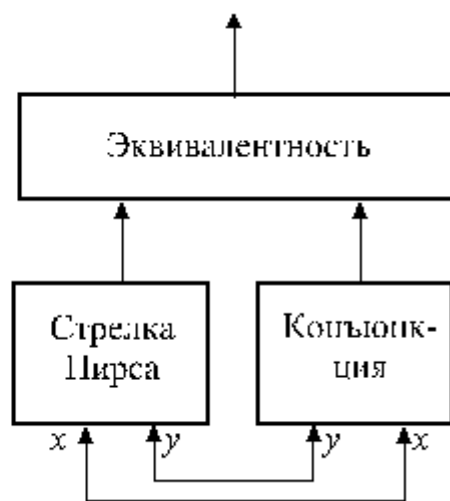 Эквивалентность
Стрелка
Пирса
Конъюнк-
ция
x y y x